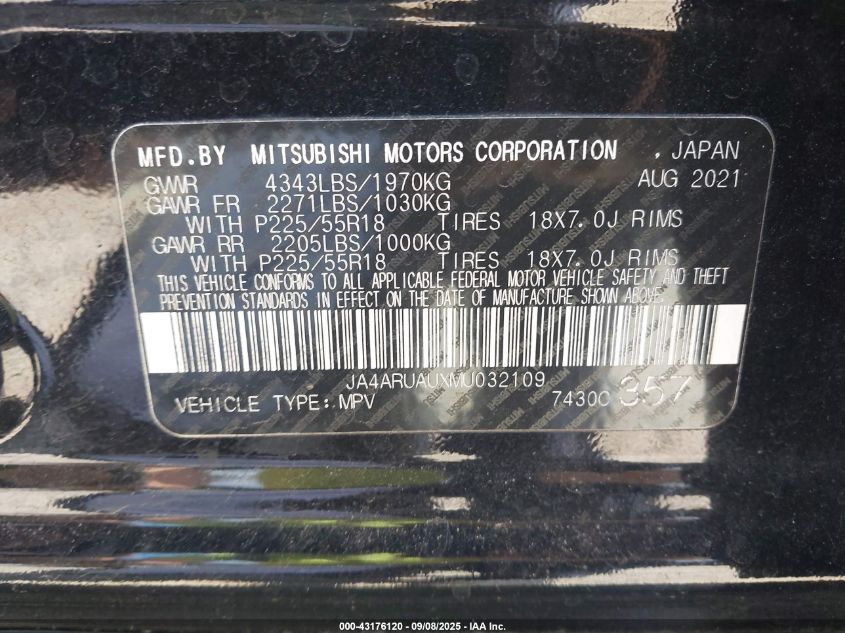 MFD.BY MITSUBISHI MOTORS CORPORATION , JAPAN
GVWR 4343LBS/1970KG AUG 2021
GAWR FR 2271LBS/1030KG
WITH P225/55R18 TIRES 18X7.0J RIMS
GAWR RR 2205LBS/1000KG
WITH P225/55R18 TIRES 18X7.0J RIMS
THIS VEHICLE CONFORMS TO ALL APPLICABLE FEDERAL MOTOR VEHICLE SAFETY AND THEFT
PREVENTION STANDARDS IN EFFECT ON THE DATE OF MANUFACTURE SHOWN ABOVE.
JA4ARUAUXMU032109
VEHICLE TYPE: MPV 7430C 357
000-43176120 - 09/08/2025 - IAA Inc.